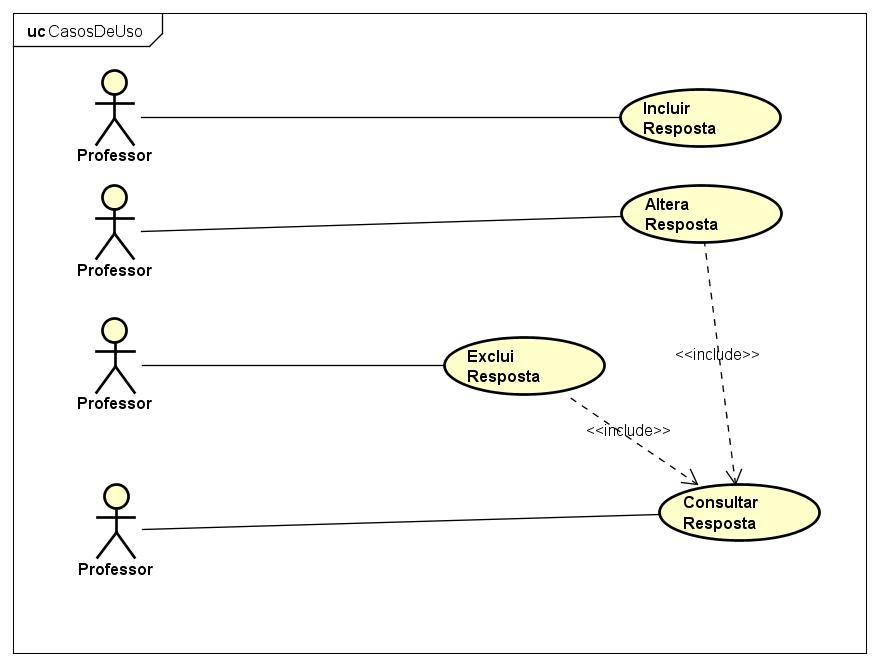 uc CasosDeUso
Professor
Incluir
Resposta
Professor
Altera
Resposta
<<include>>
Professor
Exclui
Resposta
<<include>>
Professor
Consultar
Resposta